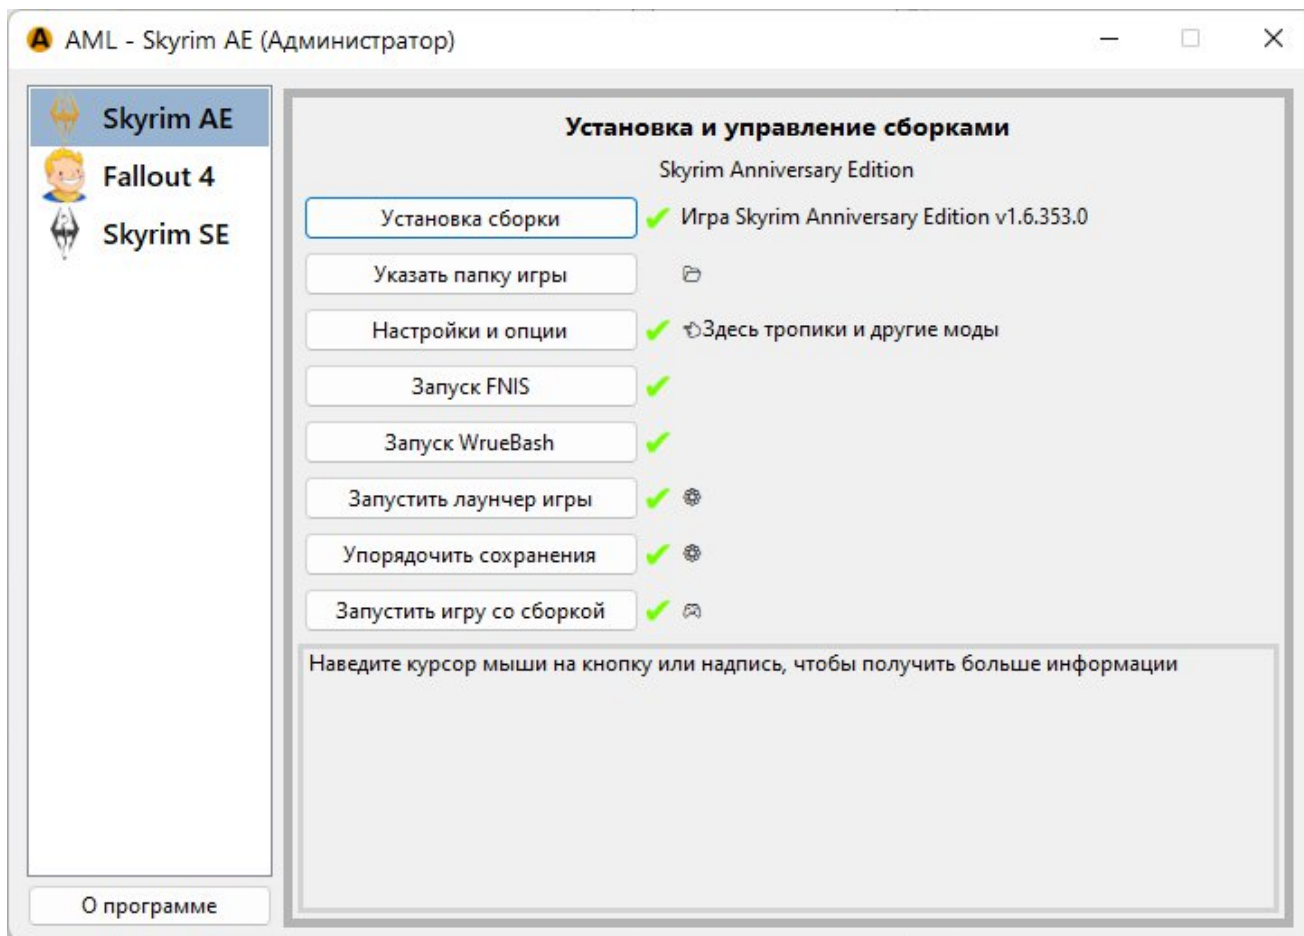 AML - Skyrim AE (Администратор)
Skyrim AE
Fallout 4
Skyrim SE
О программе
Установка и управление сборками
Skyrim Anniversary Edition
Установка сборки
Игра Skyrim Anniversary Edition v1.6.353.0
Указать папку игры
Настройки и опции
Здесь тропики и другие моды
Запуск FNIS
Запуск WrueBash
Запустить лаунчер игры
Упорядочить сохранения
Запустить игру со сборкой
Наведите курсор мыши на кнопку или надпись, чтобы получить больше информации